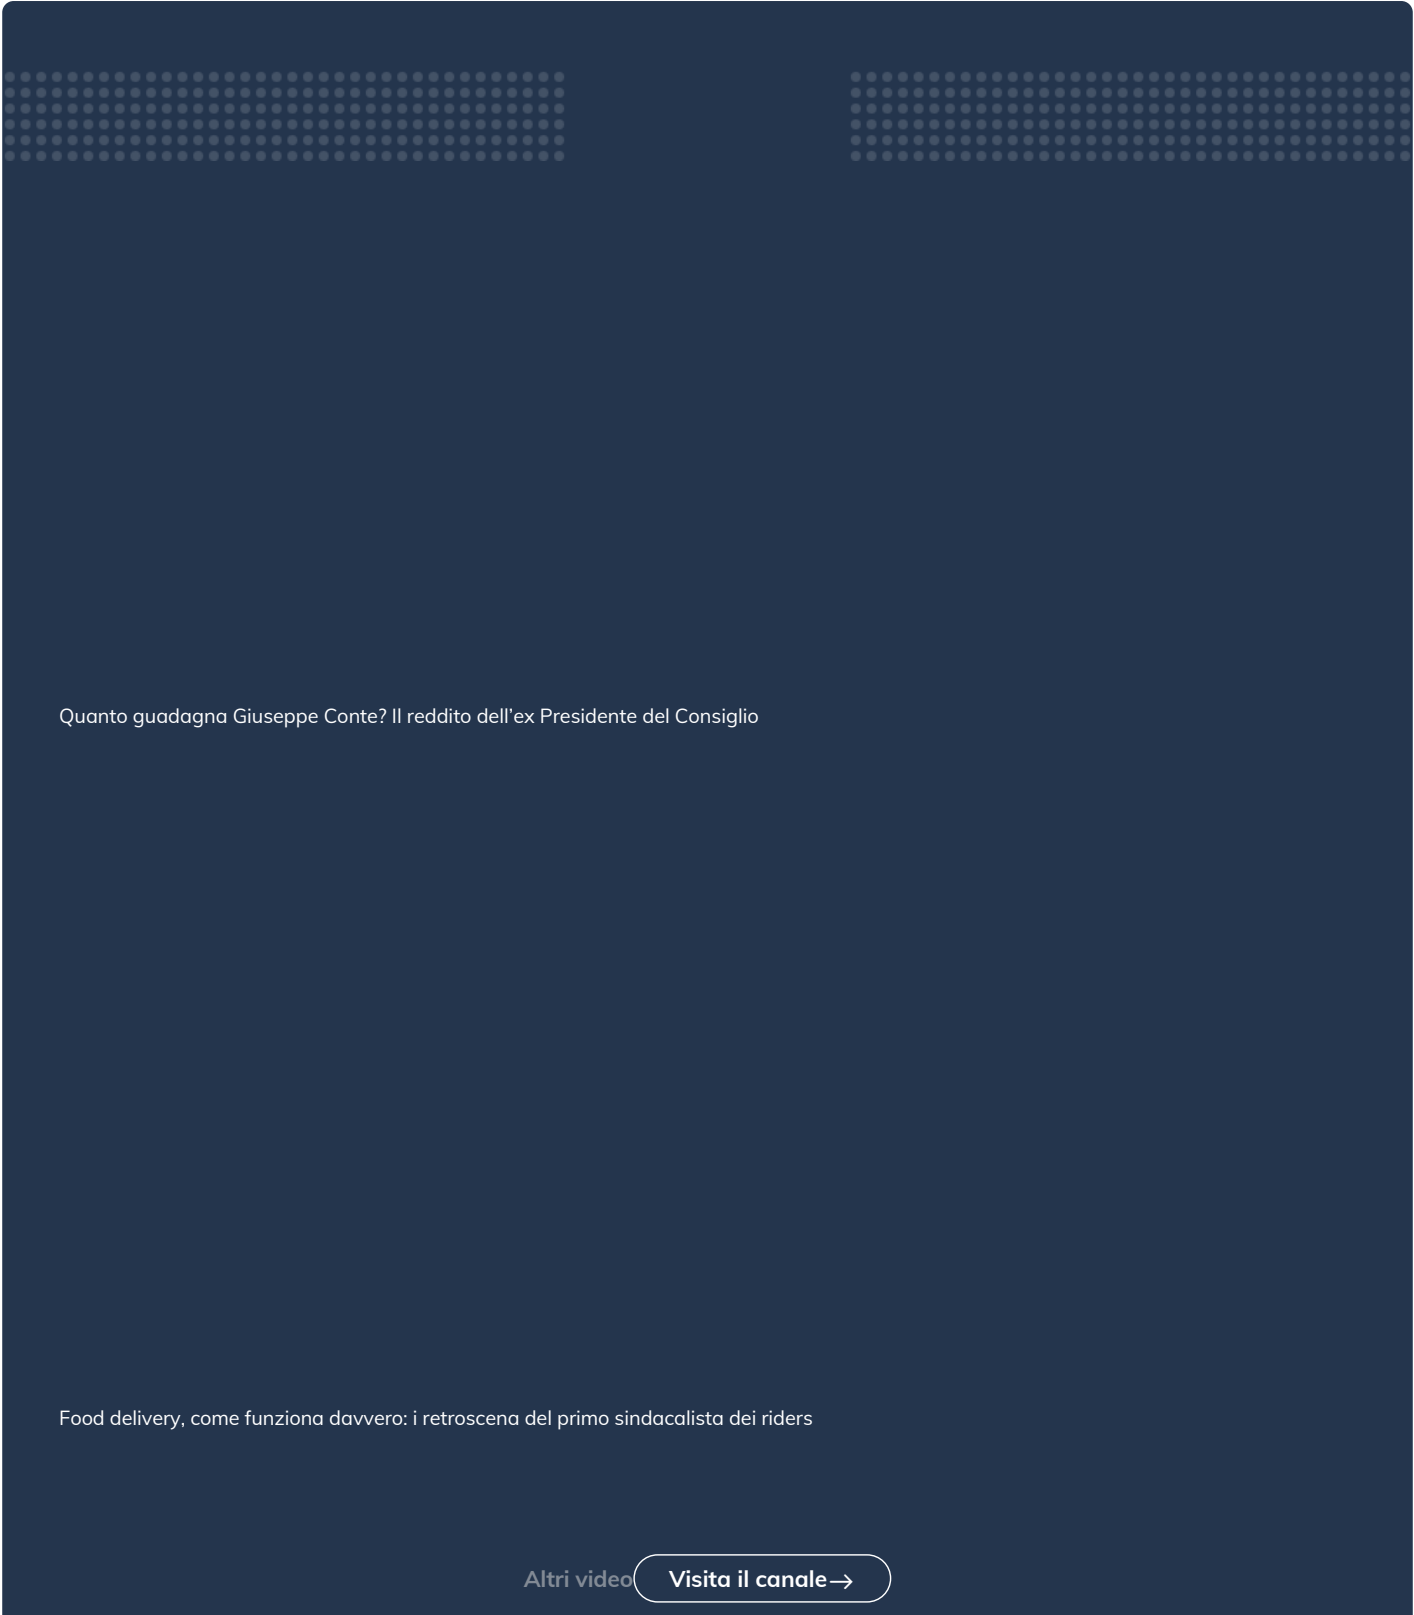 Quanto guadagna Giuseppe Conte? Il reddito dell’ex Presidente del Consiglio
Food delivery, come funziona davvero: i retroscena del primo sindacalista dei riders
Altri video
Visita il canale→